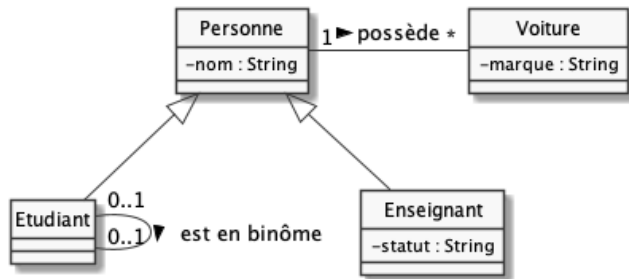 Personne
-nom : String
1 ► possède *
Voiture
-marque : String
Etudiant
0..1
0..1
est en binôme
Enseignant
-statut : String